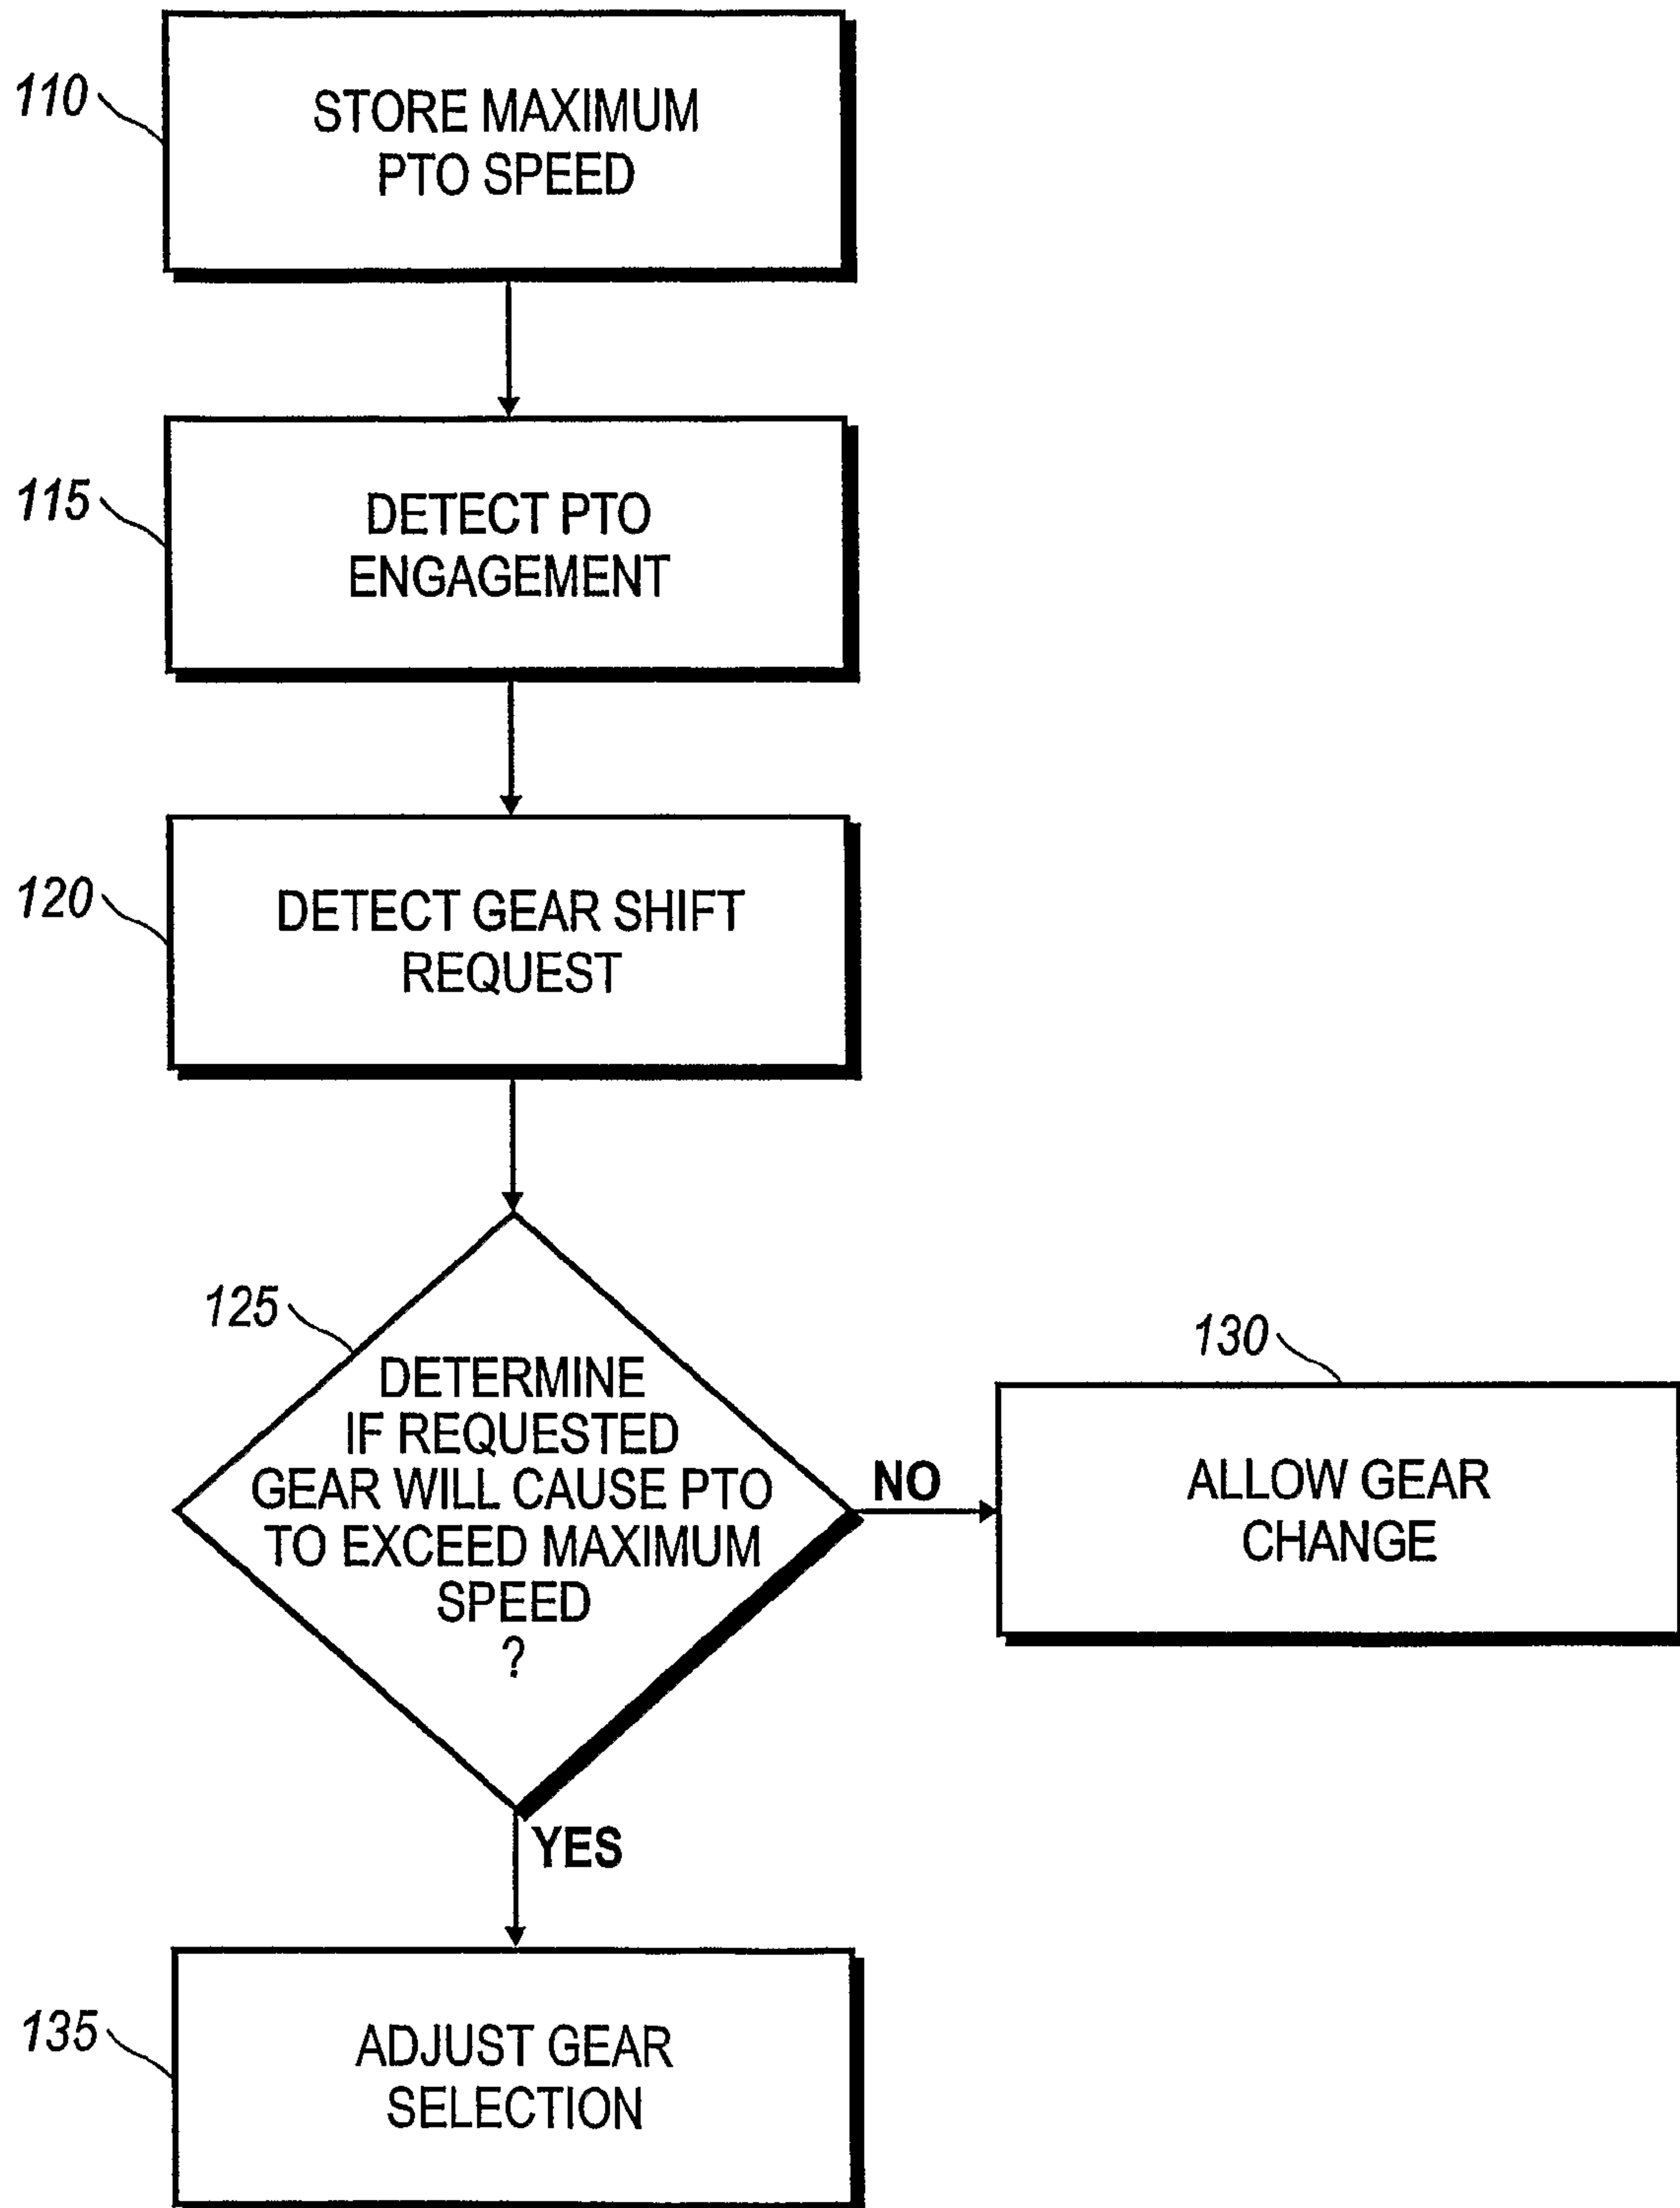 110
STORE MAXIMUM
PTO SPEED
115
DETECT PTO
ENGAGEMENT
120
DETECT GEAR SHIFT
REQUEST
125
DETERMINE
IF REQUESTED
GEAR WILL CAUSE PTO
TO EXCEED MAXIMUM
SPEED
?
NO
130
ALLOW GEAR
CHANGE
YES
135
ADJUST GEAR
SELECTION